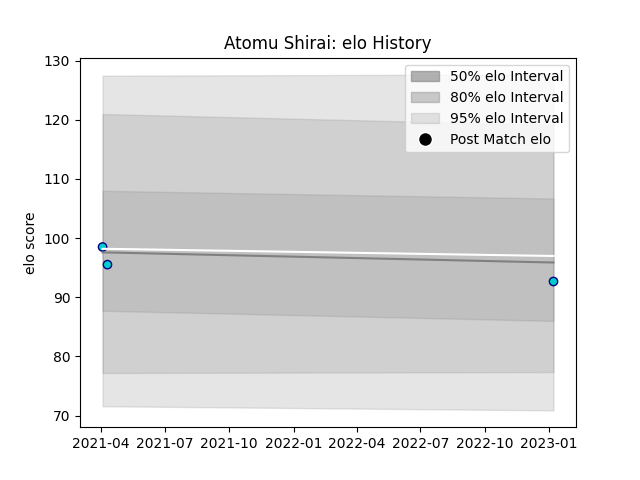 Atomu Shirai: elo History
130
120
110
100
90
80
70
elo score
50% elo Interval
80% elo Interval
95% elo Interval
Post Match elo
2021-04 2021-07 2021-10 2022-01 2022-04 2022-07 2022-10 2023-01